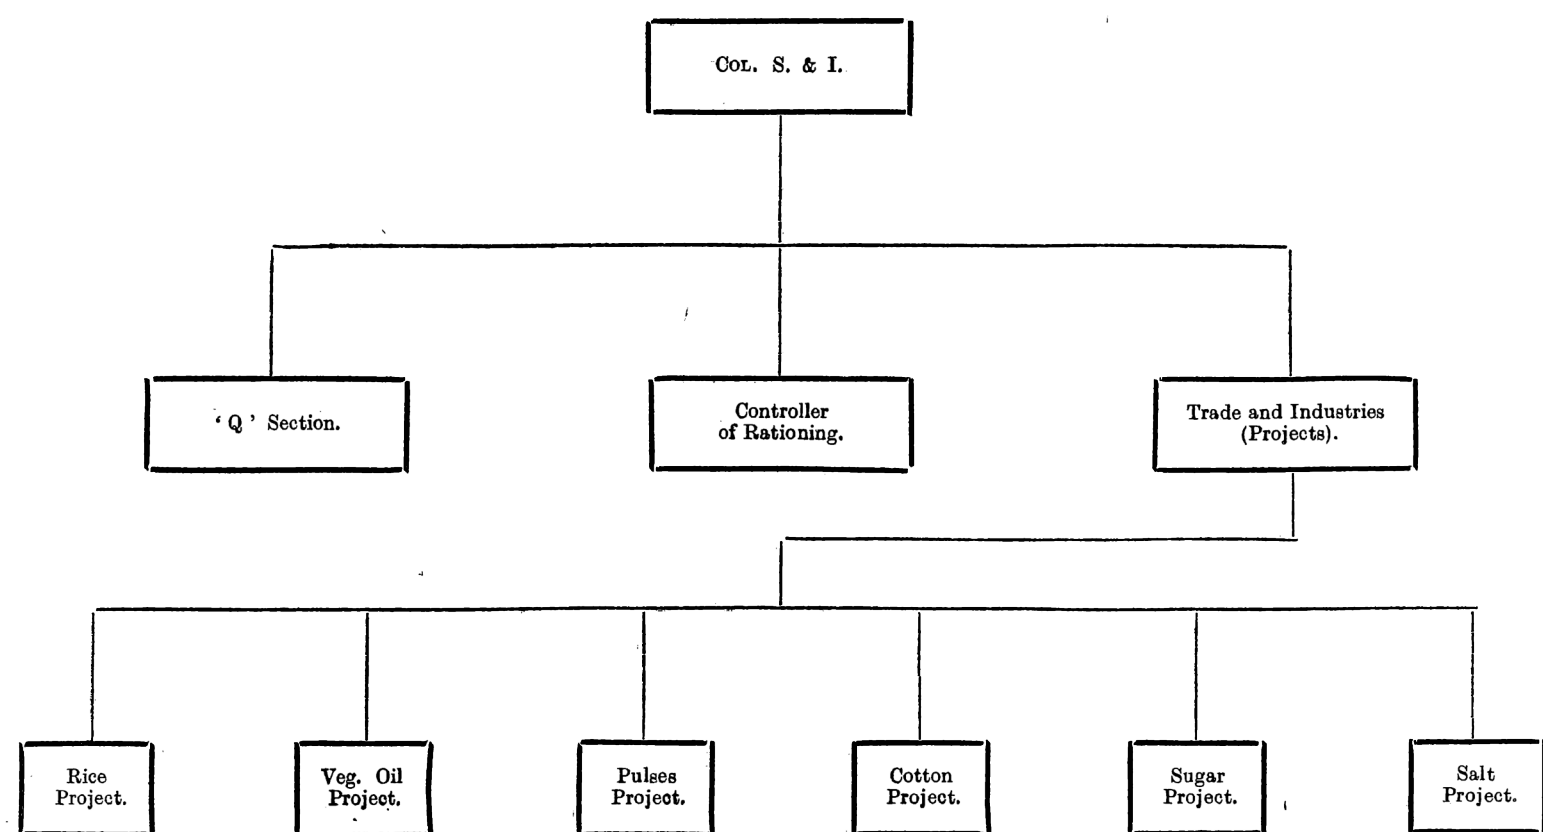 COL. S. & I.
‘Q’ Section.
Controller
of Rationing.
Trade and Industries
(Projects).
Rice
Project.
Veg. Oil
Project.
Pulses
Project.
Cotton
Project.
Sugar
Project.
Salt
Project.